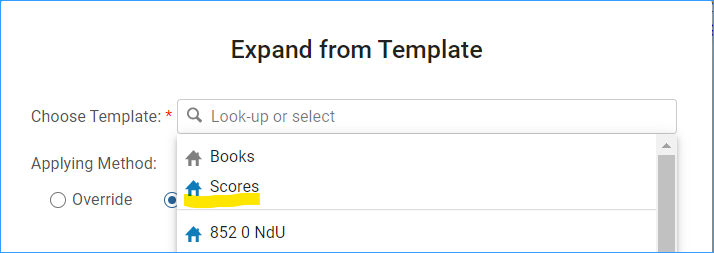 Expand from Template
Choose Template: * Look-up or select
Books
Applying Method:
Scores
Override
852 0 NdU